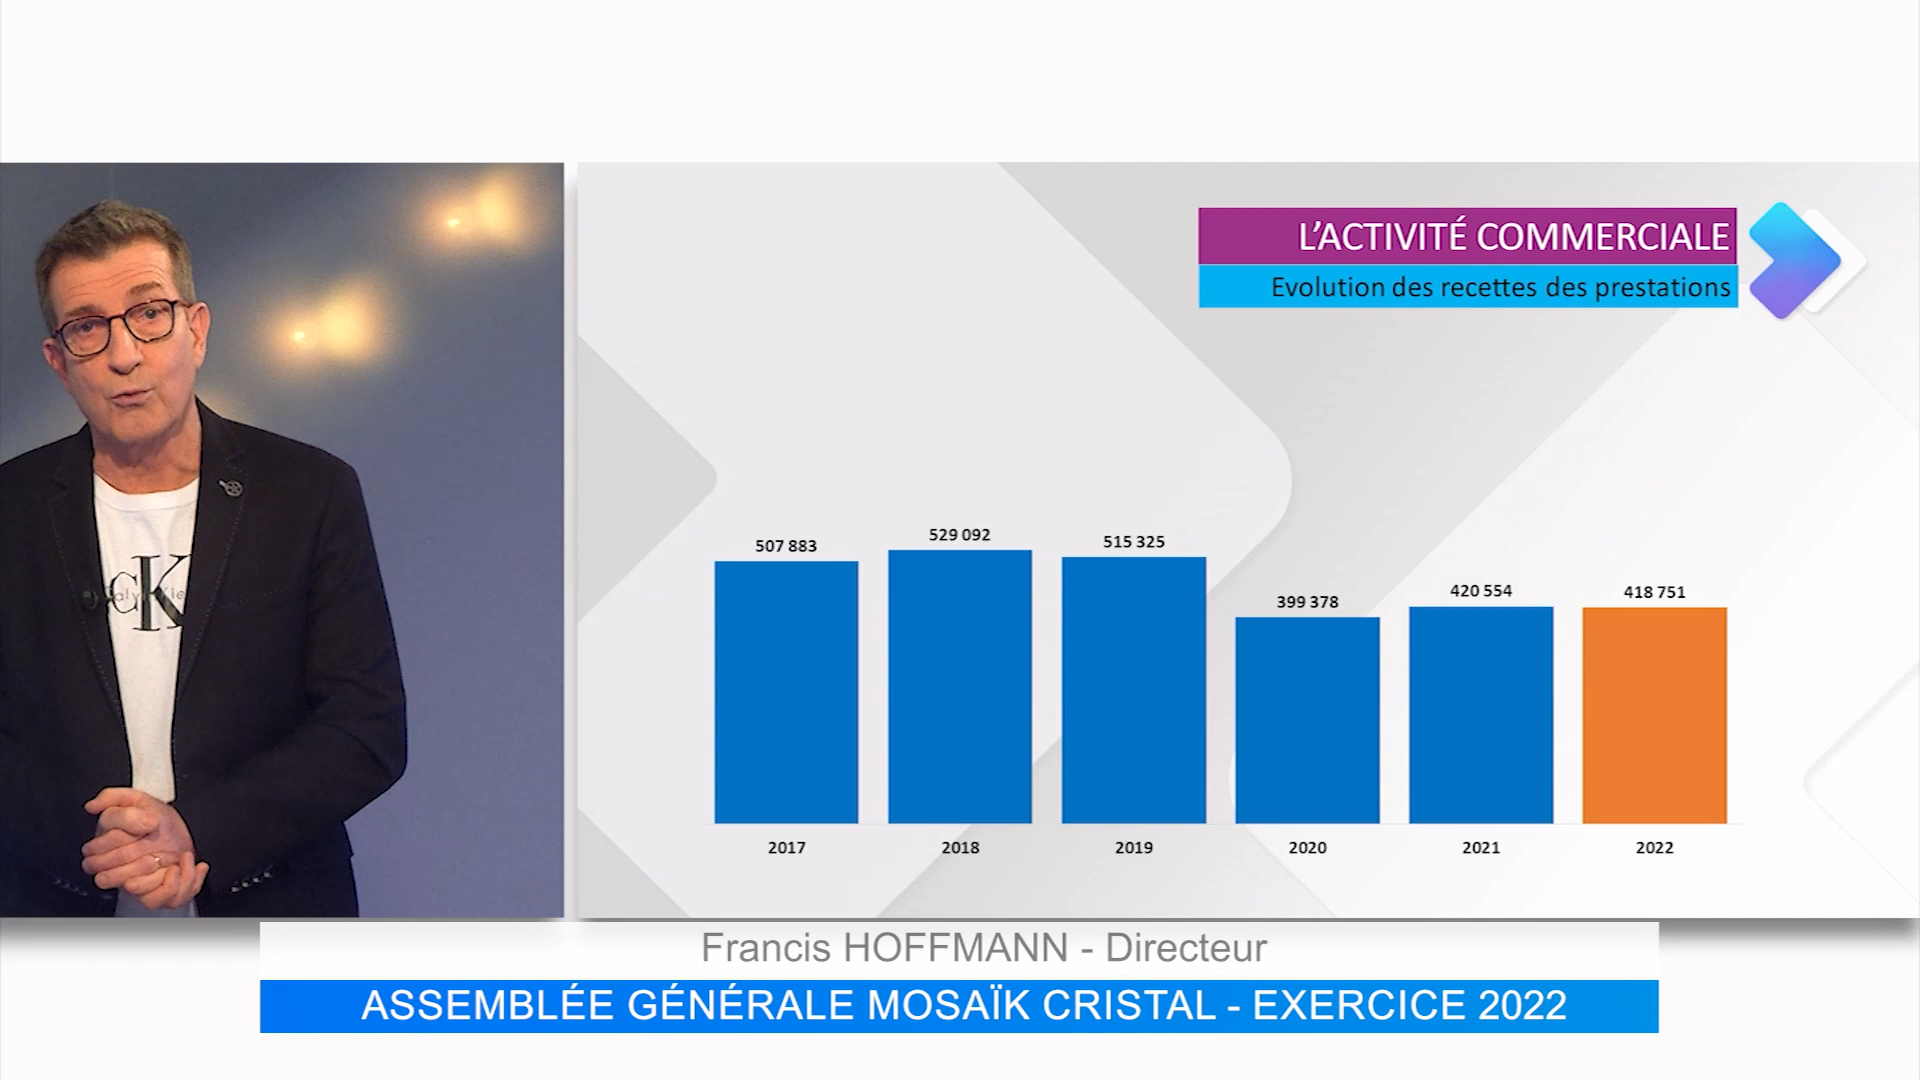 L'ACTIVITÉ COMMERCIALE
Evolution des recettes des prestations
507 883
529 092
515 325
399 378
420 554
418 751
2017
2018
2019
2020
2021
2022
CK
Francis HOFFMANN - Directeur
ASSEMBLÉE GÉNÉRALE MOSAÏK CRISTAL - EXERCICE 2022